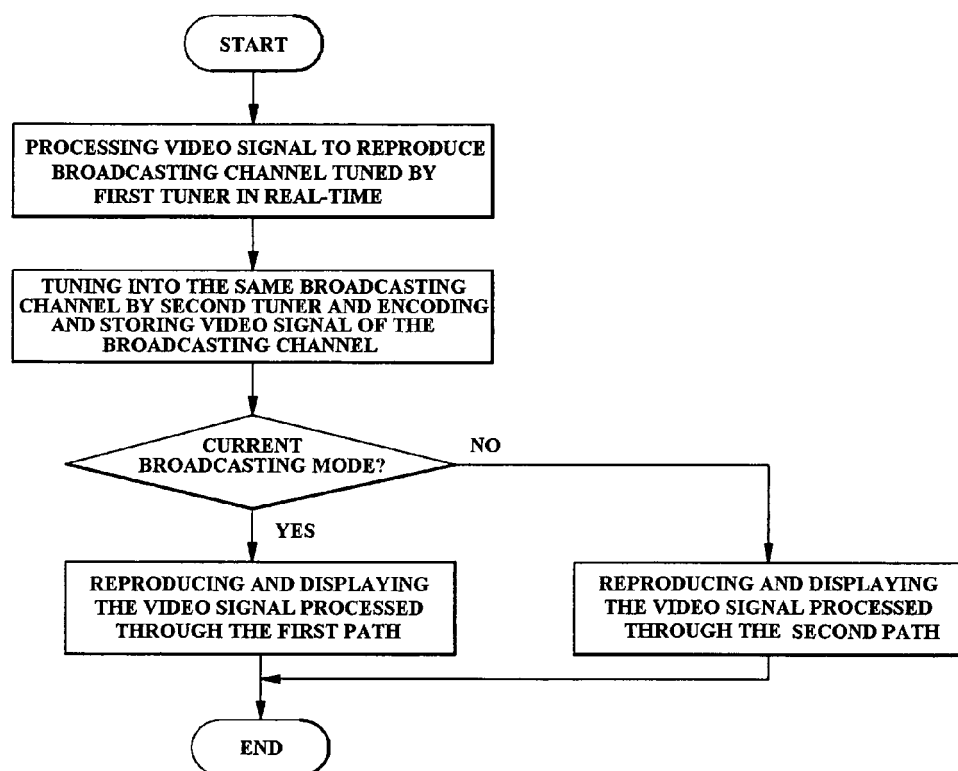 START
PROCESSING VIDEO SIGNAL TO REPRODUCE
BROADCASTING CHANNEL TUNED BY
FIRST TUNER IN REAL-TIME
TUNING INTO THE SAME BROADCASTING
CHANNEL BY SECOND TUNER AND ENCODING
AND STORING VIDEO SIGNAL OF THE
BROADCASTING CHANNEL
CURRENT
BROADCASTING MODE?
NO
YES
REPRODUCING AND DISPLAYING
THE VIDEO SIGNAL PROCESSED
THROUGH THE FIRST PATH
REPRODUCING AND DISPLAYING
THE VIDEO SIGNAL PROCESSED
THROUGH THE SECOND PATH
END